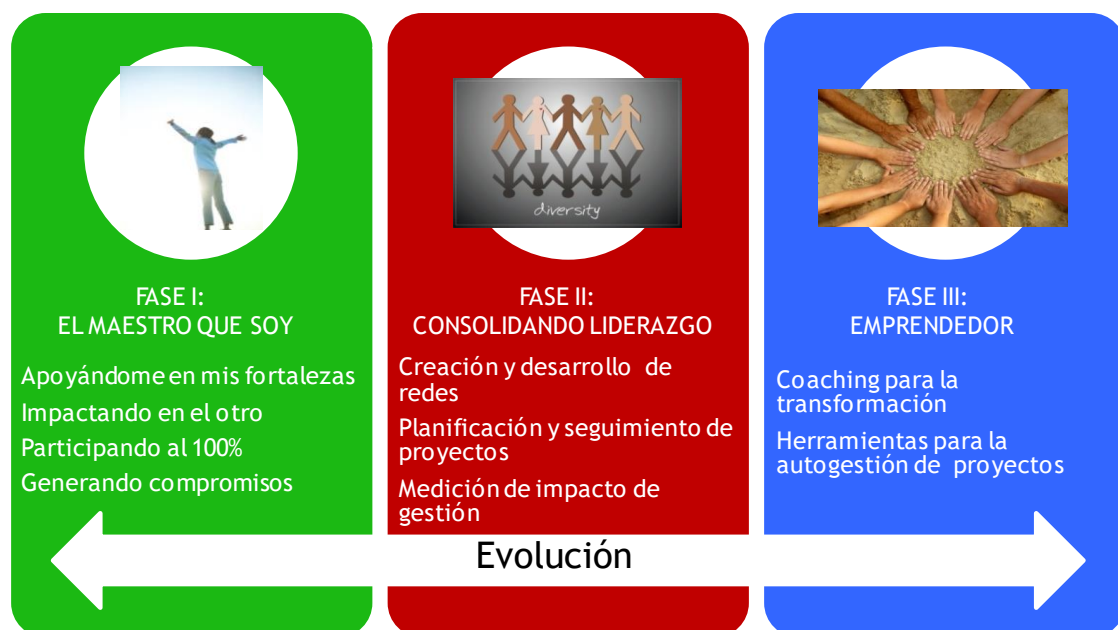 diversity
FASE I:
EL MAESTRO QUE SOY
Apoyándome en mis fortalezas
Impactando en el otro
Participando al 100%
Generando compromisos
FASE II:
CONSOLIDANDO LIDERAZGO
Creación y desarrollo de
redes
Planificación y seguimiento de
proyectos
Medición de impacto de
gestión
FASE III:
EMPRENDEDOR
Coaching para la
transformación
Herramientas para la
autogestión de proyectos
Evolución